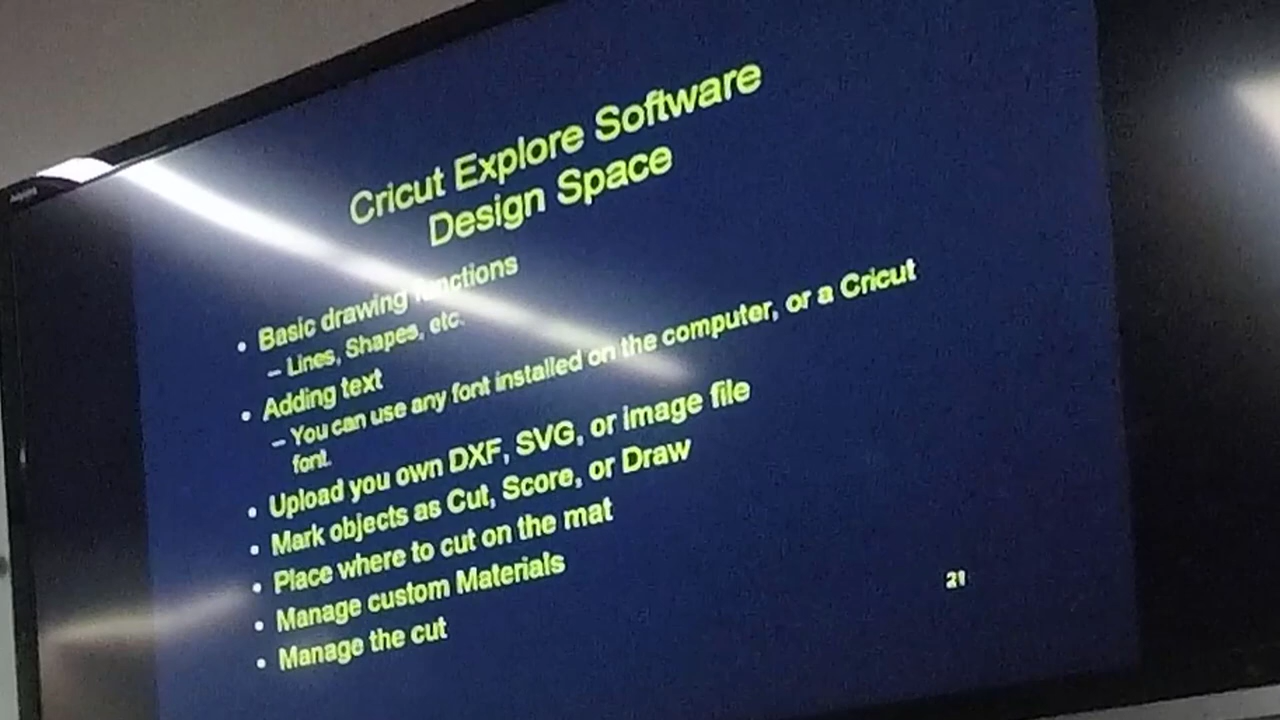 Cricut Explore Software
Design Space
• Basic drawing functions
– Lines, Shapes, etc.
• Adding text
– You can use any font installed on the computer, or a Cricut
font.
• Upload you own DXF, SVG, or image file
• Mark objects as Cut, Score, or Draw
• Place where to cut on the mat
• Manage custom Materials
• Manage the cut
21